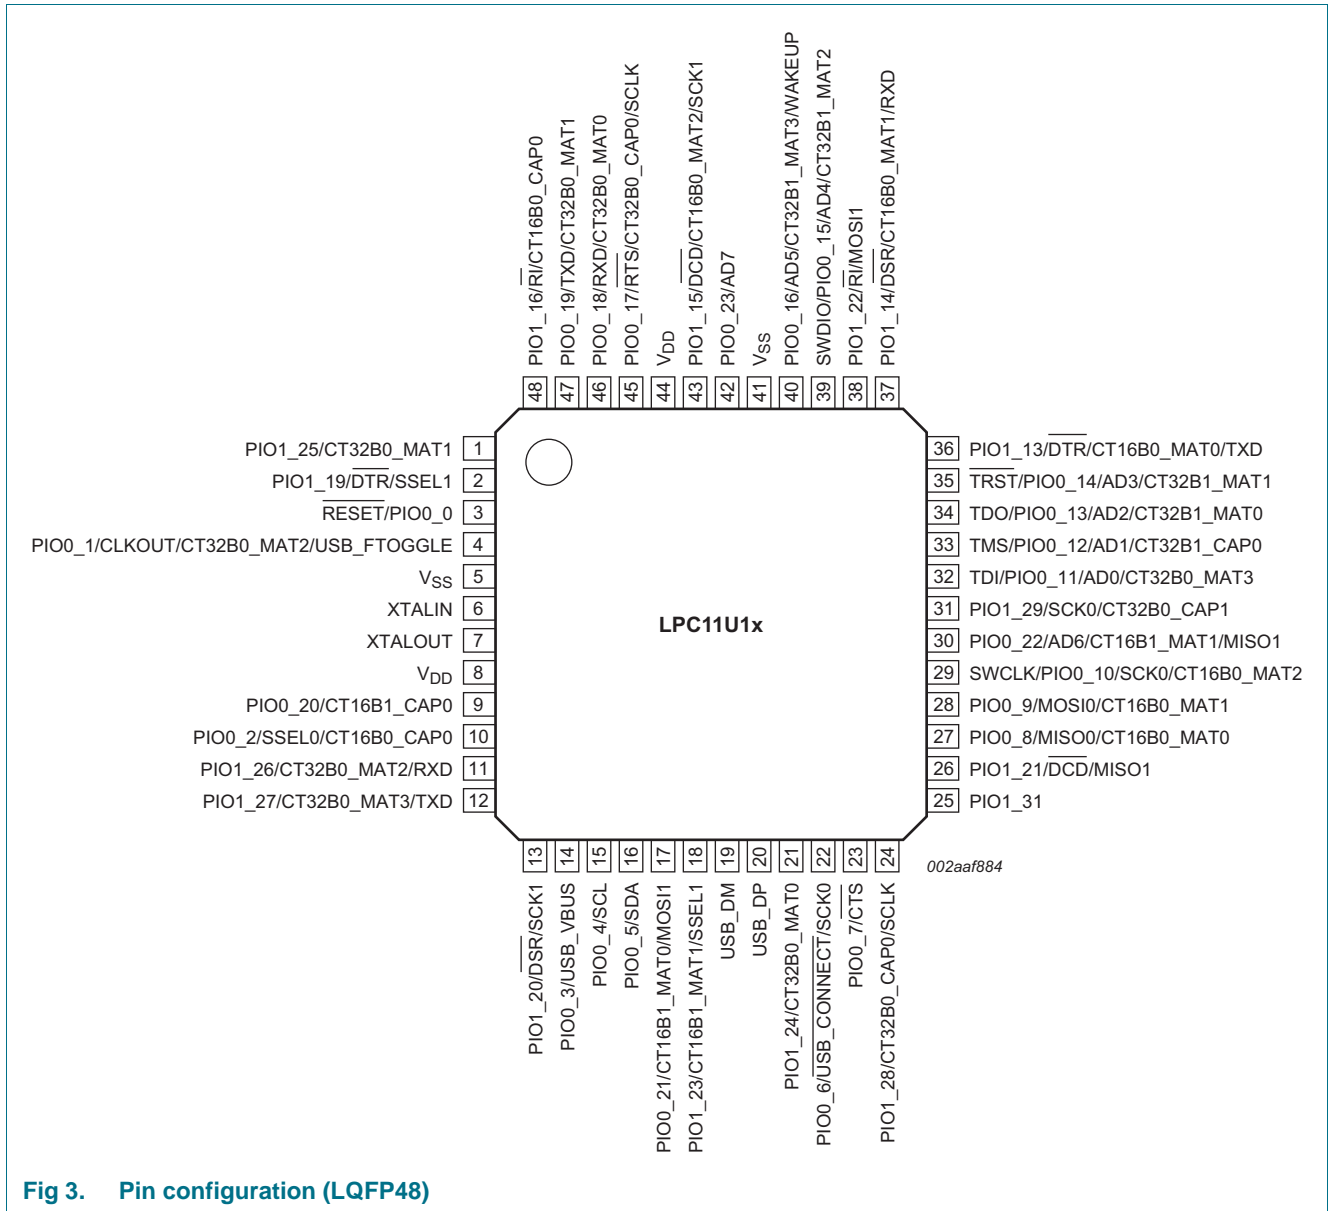 PIO1_16/RI/CT16B0_CAP0
PIO0_19/TXD/CT32B0_MAT1
PIO0_18/RXD/CT32B0_MAT0
PIO0_17/RTS/CT32B0_CAP0/SCLK
VDD
PIO1_15/DCD/CT16B0_MAT2/SCK1
PIO0_23/AD7
VSS
PIO0_16/AD5/CT32B1_MAT3/WAKEUP
SWDIO/PIO0_15/AD4/CT32B1_MAT2
PIO1_22/RI/MOSI1
PIO1_14/DSR/CT16B0_MAT1/RXD
48
47
46
45
44
43
42
41
40
39
38
37
PIO1_25/CT32B0_MAT1 1
PIO1_19/DTR/SSEL1 2
RESET/PIO0_0 3
PIO0_1/CLKOUT/CT32B0_MAT2/USB_FTOGGLE 4
VSS 5
XTALIN 6
XTALOUT 7
VDD 8
PIO0_20/CT16B1_CAP0 9
PIO0_2/SSEL0/CT16B0_CAP0 10
PIO1_26/CT32B0_MAT2/RXD 11
PIO1_27/CT32B0_MAT3/TXD 12
LPC11U1x
36 PIO1_13/DTR/CT16B0_MAT0/TXD
35 TRST/PIO0_14/AD3/CT32B1_MAT1
34 TDO/PIO0_13/AD2/CT32B1_MAT0
33 TMS/PIO0_12/AD1/CT32B1_CAP0
32 TDI/PIO0_11/AD0/CT32B0_MAT3
31 PIO1_29/SCK0/CT32B0_CAP1
30 PIO0_22/AD6/CT16B1_MAT1/MISO1
29 SWCLK/PIO0_10/SCK0/CT16B0_MAT2
28 PIO0_9/MOSI0/CT16B0_MAT1
27 PIO0_8/MISO0/CT16B0_MAT0
26 PIO1_21/DCD/MISO1
25 PIO1_31
13
14
15
16
17
18
19
20
21
22
23
24
PIO1_20/DSR/SCK1
PIO0_3/USB_VBUS
PIO0_4/SCL
PIO0_5/SDA
PIO0_21/CT16B1_MAT0/MOSI1
PIO1_23/CT16B1_MAT1/SSEL1
USB_DM
USB_DP
PIO1_24/CT32B0_MAT0
PIO0_6/USB_CONNECT/SCK0
PIO0_7/CTS
PIO1_28/CT32B0_CAP0/SCLK
002aaf884
Fig 3. Pin configuration (LQFP48)